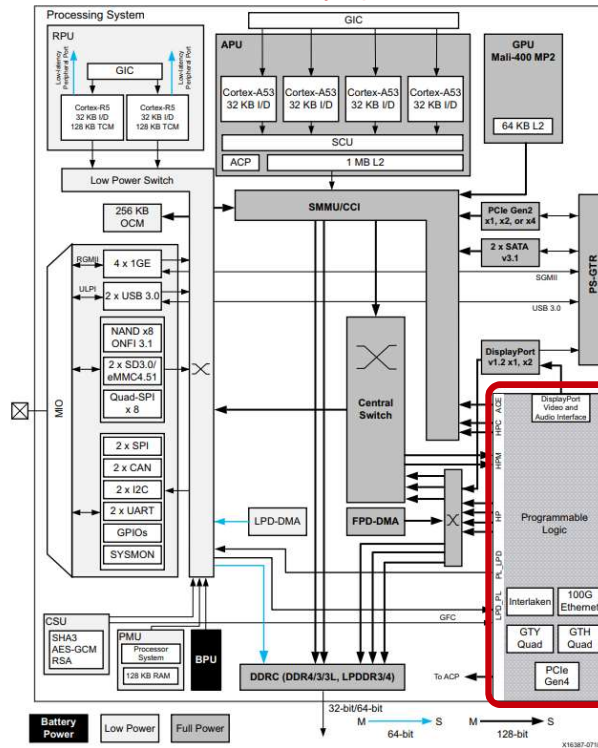 Processing System
RPU
Low-latency
Peripheral Port
GIC
Low-latency
Peripheral Port
Cortex-R5
32 KB I/D
128 KB TCM
Cortex-R5
32 KB I/D
128 KB TCM
GIC
APU
Cortex-A53
32 KB I/D
Cortex-A53
32 KB I/D
Cortex-A53
32 KB I/D
Cortex-A53
32 KB I/D
SCU
ACP
1 MB L2
GPU
Mali-400 MP2
64 KB L2
Low Power Switch
256 KB
OCM
SMMU/CCI
PCIe Gen2
x1, x2, or x4
2 x SATA
v3.1
PS-GTR
SGMII
USB 3.0
RGMII
4 x 1GE
ULPI
2 x USB 3.0
NAND x8
ONFI 3.1
2 x SD3.0/
eMMC4.51
Quad-SPI
x 8
MIO
2 x SPI
2 x CAN
2 x I2C
2 x UART
GPIOs
SYSMON
Central
Switch
DisplayPort
v1.2 x1, x2
DisplayPort
Video and
Audio Interface
ACE
HPC
HPM
HP
PL_LPD
LPD_PL
LPD-DMA
FPD-DMA
Programmable
Logic
Interlaken
100G
Ethernet
GTY
Quad
GTH
Quad
PCIe
Gen4
GFC
To ACP
CSU
SHA3
AES-GCM
RSA
PMU
Processor
System
128 KB RAM
BPU
DDRC (DDR4/3/3L, LPDDR3/4)
32-bit/64-bit
Battery
Power
Low Power
Full Power
M
S
64-bit
M
S
128-bit